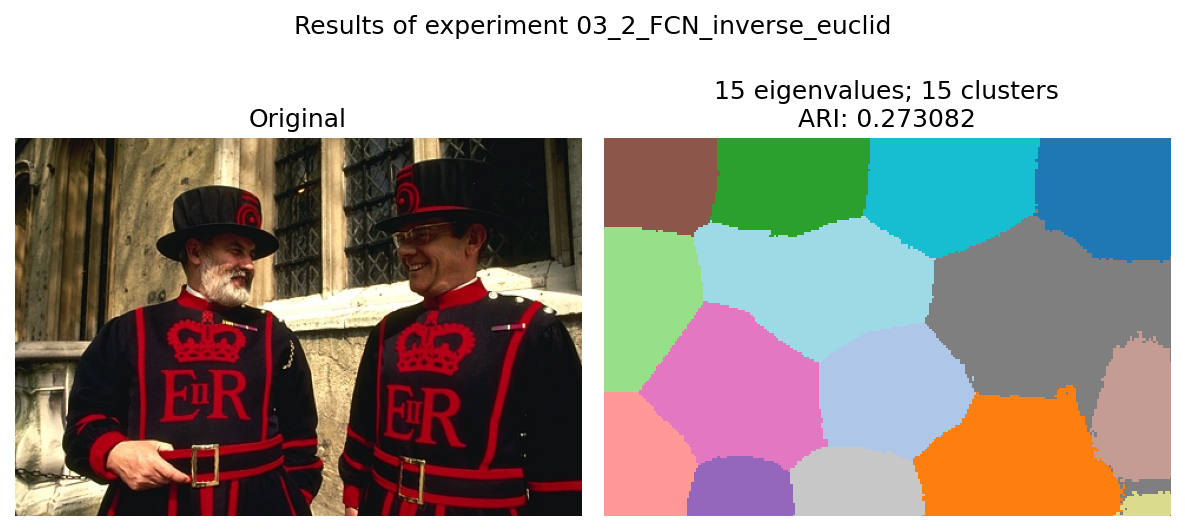 Results of experiment 03_2_FCN_inverse_euclid
Original
15 eigenvalues; 15 clusters
ARI: 0.273082
EIIR
EIIR